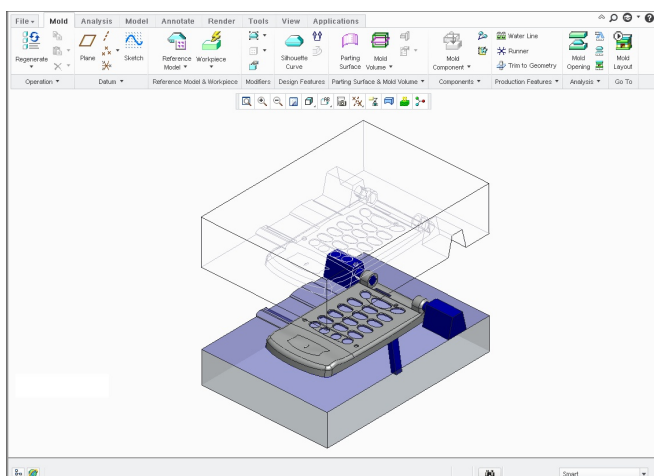 File
Mold
Analysis
Model
Annotate
Render
Tools
View
Applications
Regenerate
Plane
Sketch
Reference
Model
Workpiece
Silhouette
Curve
Parting
Surface
Mold
Volume
Mold
Component
Water Line
Runner
Trim to Geometry
Mold
Opening
Mold
Layout
Operation
Datum
Reference Model & Workpiece
Modifiers
Design Features
Parting Surface & Mold Volume
Components
Production Features
Analysis
Go To
Smart